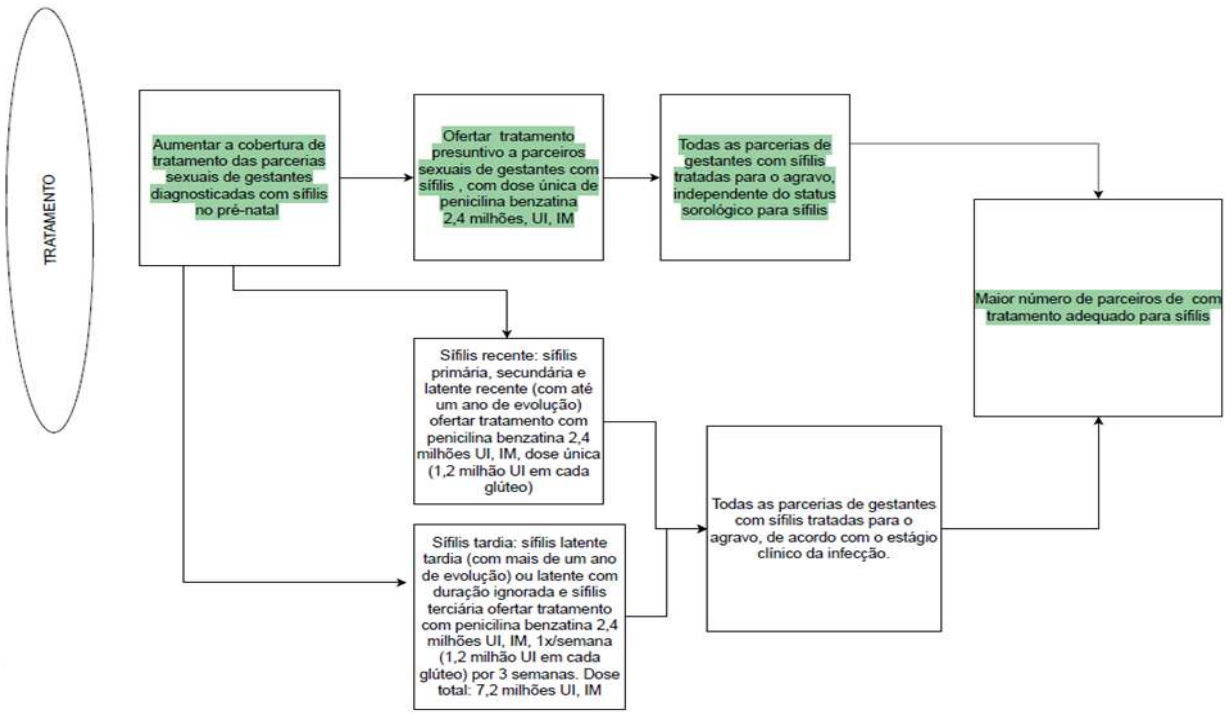 TRATAMENTO
Aumentar a cobertura de
tratamento das parcerias
sexuais de gestantes
diagnosticadas com sífilis
no pré-natal
Ofertar tratamento
presuntivo a parceiros
sexuais de gestantes com
sífilis , com dose única de
penicilina benzatina
2,4 milhões, UI, IM
Todas as parcerias de
gestantes com sífilis
tratadas para o agravo,
independente do status
sorológico para sífilis
Maior número de parceiros de com
tratamento adequado para sífilis
Sífilis recente: sífilis
primária, secundária e
latente recente (com até
um ano de evolução)
ofertar tratamento com
penicilina benzatina 2,4
milhões UI, IM, dose única
(1,2 milhão UI em cada
glúteo)
Sífilis tardia: sífilis latente
tardia (com mais de um ano
de evolução) ou latente com
duração ignorada e sífilis
terciária ofertar tratamento
com penicilina benzatina 2,4
milhões UI, IM, 1x/semana
(1,2 milhão UI em cada
glúteo) por 3 semanas. Dose
total: 7,2 milhões UI, IM
Todas as parcerias de gestantes
com sífilis tratadas para o
agravo, de acordo com o estágio
clínico da infecção.